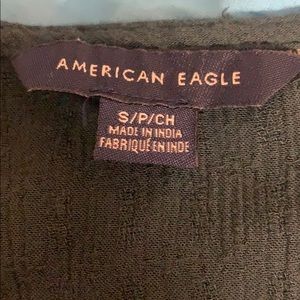 AMERICAN EAGLE
S/P/CH
MADE IN INDIA
FABRIQUÉ EN INDE